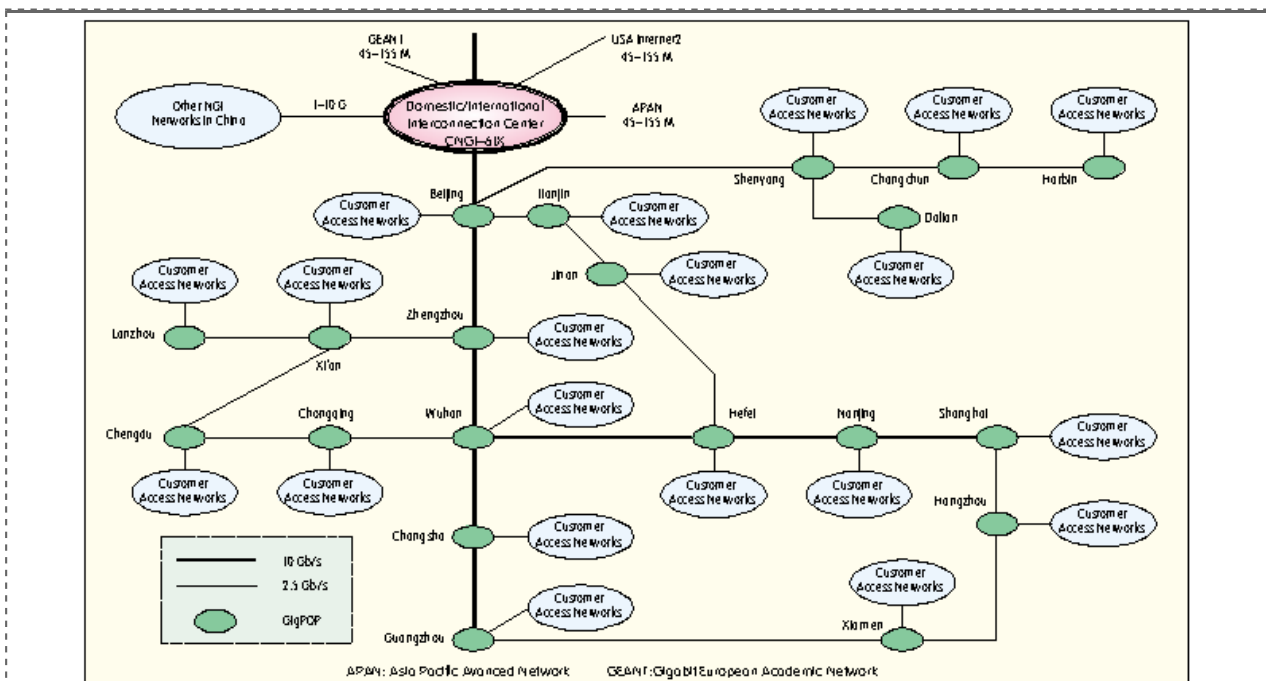 GEANT
45–155 M
USA Internet2
45–155 M
Other NGI
Networks in China
1–10 G
Domestic/International
Interconnection Center
CNGI–6IX
APAN
45–155 M
Customer
Access Networks
Customer
Access Networks
Customer
Access Networks
Shenyang
Changchun
Harbin
Beijing
Tianjin
Customer
Access Networks
Customer
Access Networks
Dalian
Jinan
Customer
Access Networks
Customer
Access Networks
Customer
Access Networks
Customer
Access Networks
Zhengzhou
Lanzhou
Customer
Access Networks
Xi'an
Customer
Access Networks
Chengdu
Chongqing
Wuhan
Hefei
Nanjing
Shanghai
Customer
Access Networks
Customer
Access Networks
Customer
Access Networks
Customer
Access Networks
Customer
Access Networks
Hangzhou
Customer
Access Networks
Changsha
Customer
Access Networks
10 Gb/s
2.5 Gb/s
GigPOP
Customer
Access Networks
Customer
Access Networks
Guangzhou
Xiamen
APAN: Asia Pacific Avanced Network
GEANT:Gigabit European Academic Network